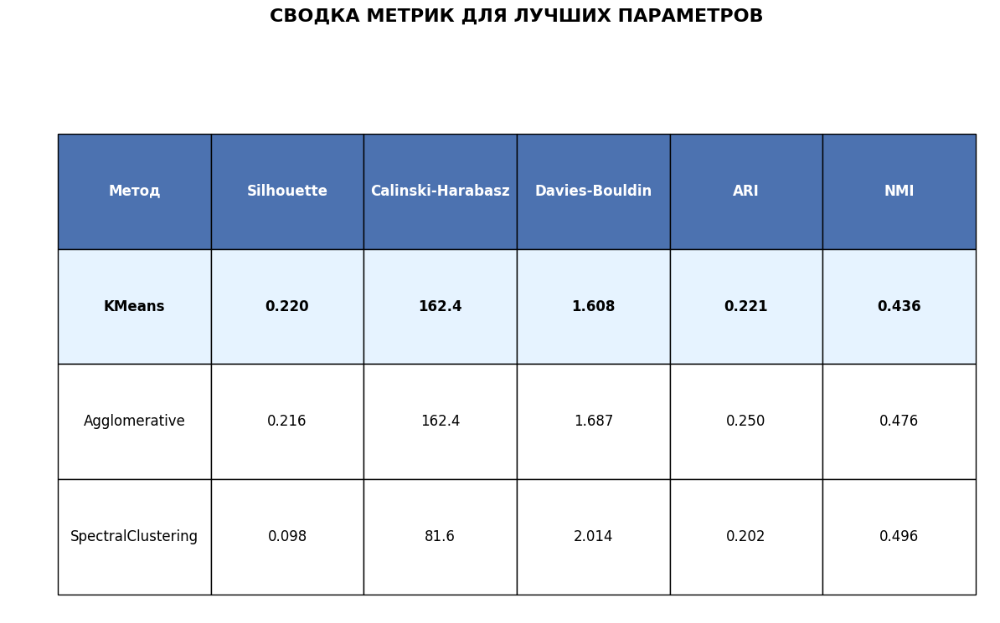 СВОДКА МЕТРИК ДЛЯ ЛУЧШИХ ПАРАМЕТРОВ
Метод Silhouette Calinski-Harabasz Davies-Bouldin ARI NMI
KMeans 0.220 162.4 1.608 0.221 0.436
Agglomerative 0.216 162.4 1.687 0.250 0.476
SpectralClustering 0.098 81.6 2.014 0.202 0.496